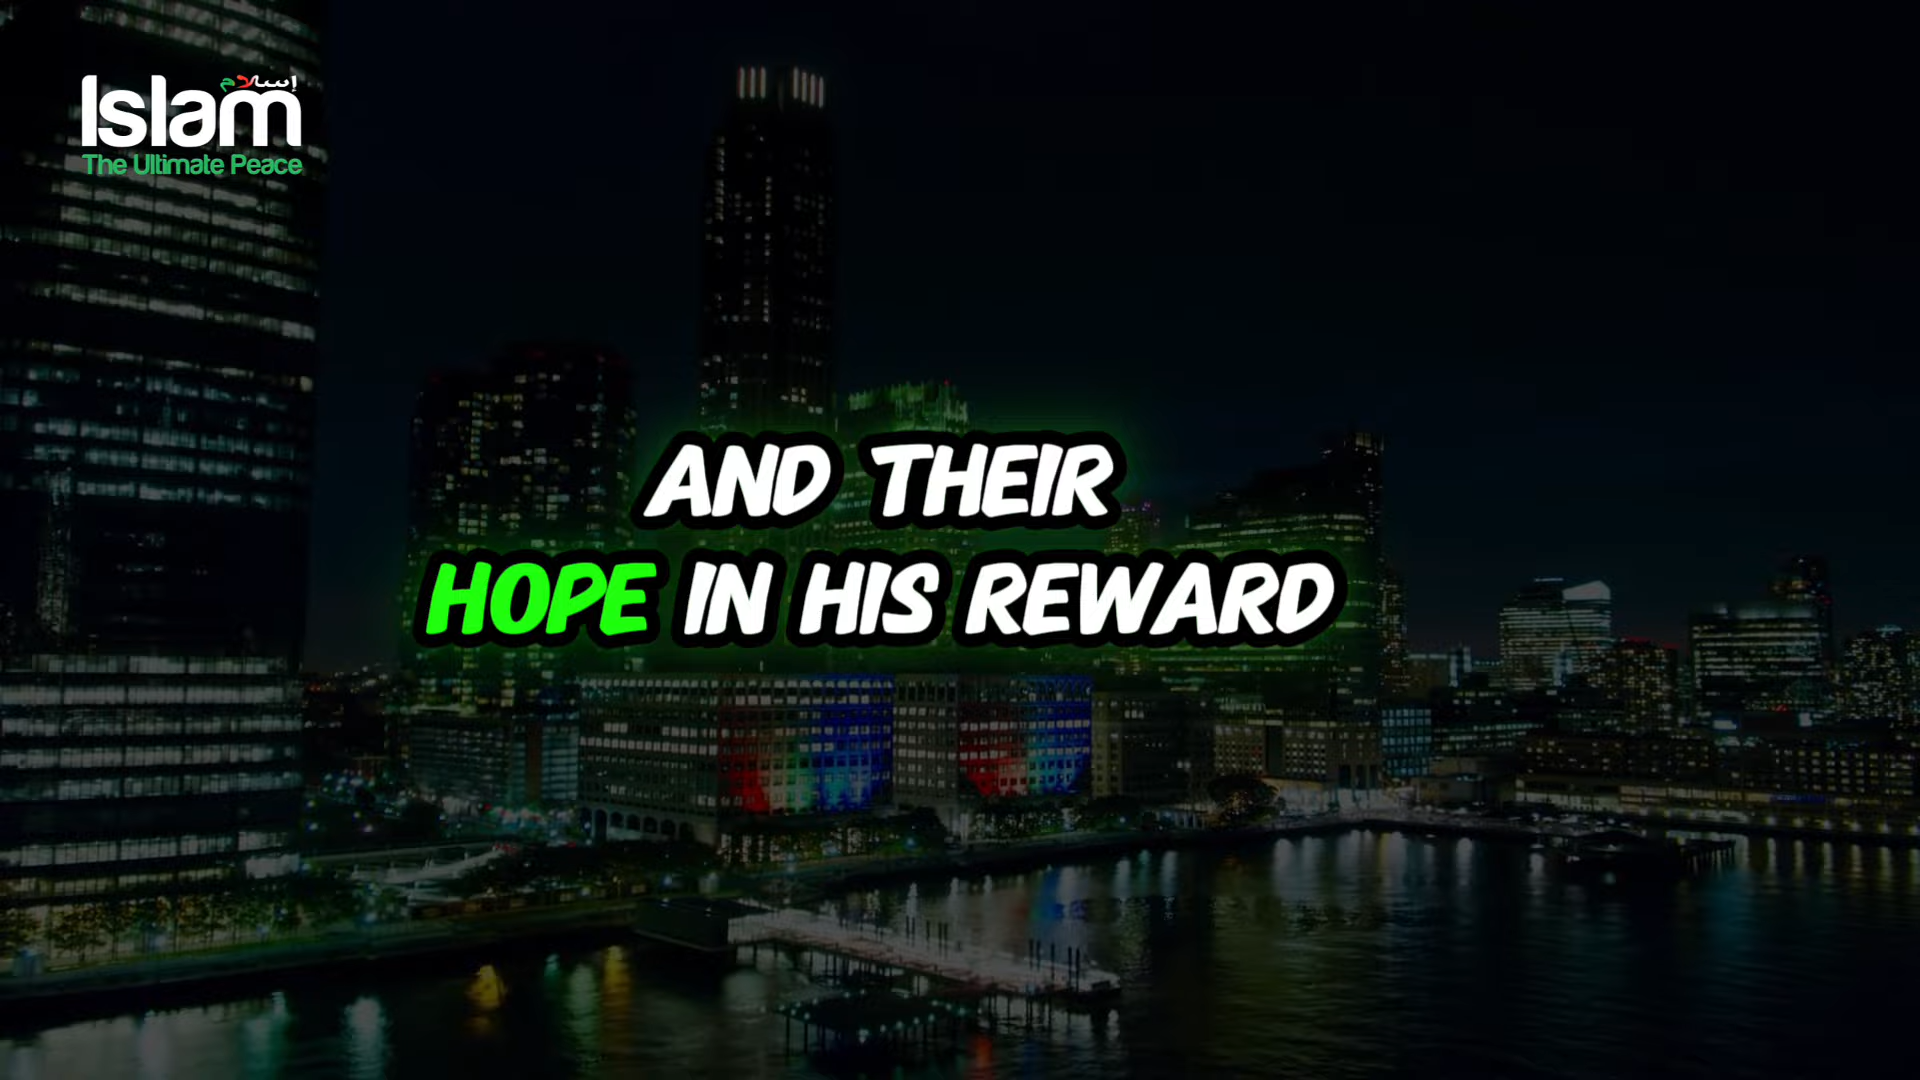 إسلام
Islam
The Ultimate Peace
AND THEIR
HOPE IN HIS REWARD